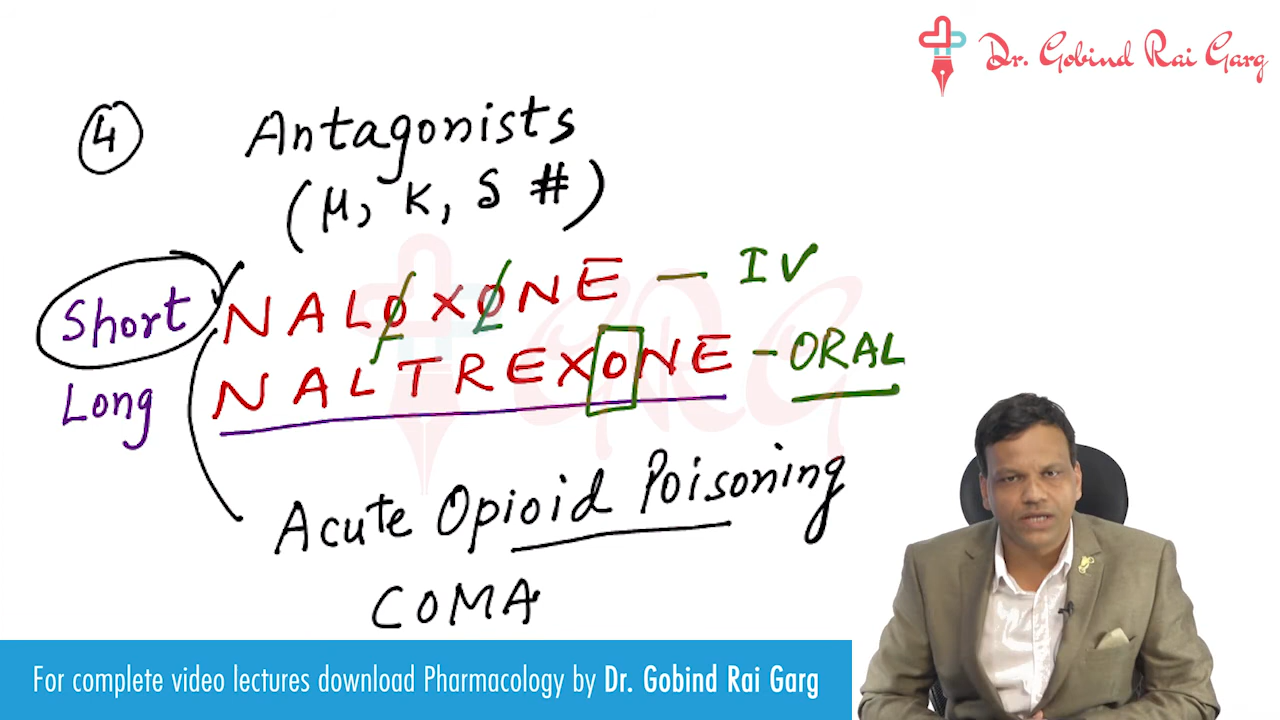 Dr. Gobind Rai Garg
4 Antagonists
(μ, κ, δ #)
Short NALOXONE — IV
Long NALTREXONE - ORAL
Acute Opioid Poisoning
COMA
GRG
For complete video lectures download Pharmacology by Dr. Gobind Rai Garg